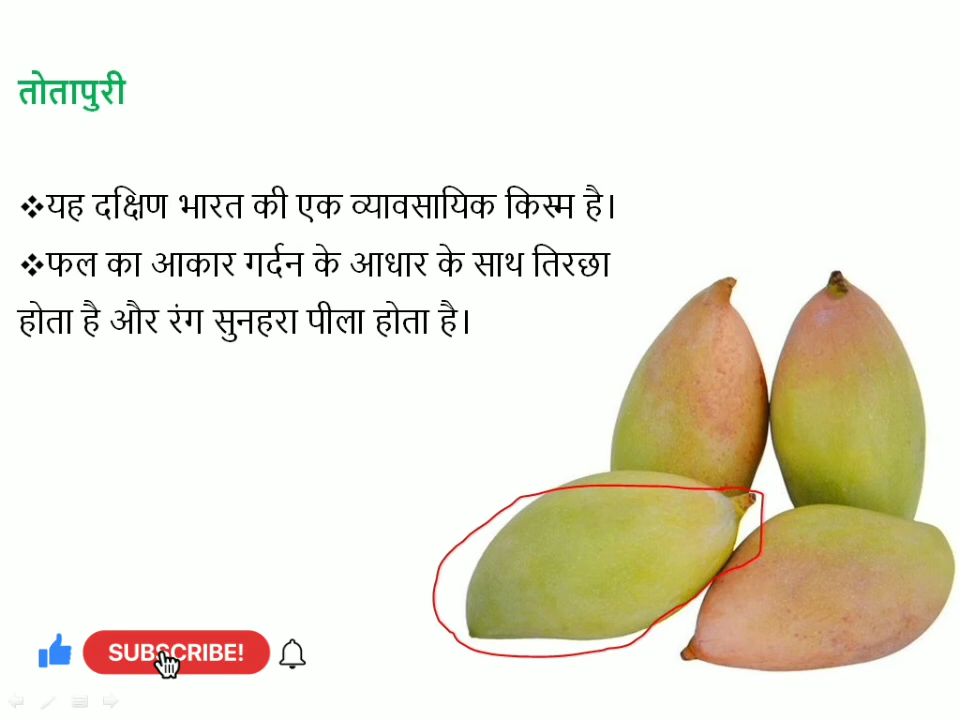 तोतापुरी
❖यह दक्षिण भारत की एक व्यावसायिक किस्म है।
❖फल का आकार गर्दन के आधार के साथ तिरछा
होता है और रंग सुनहरा पीला होता है।
SUBSCRIBE!